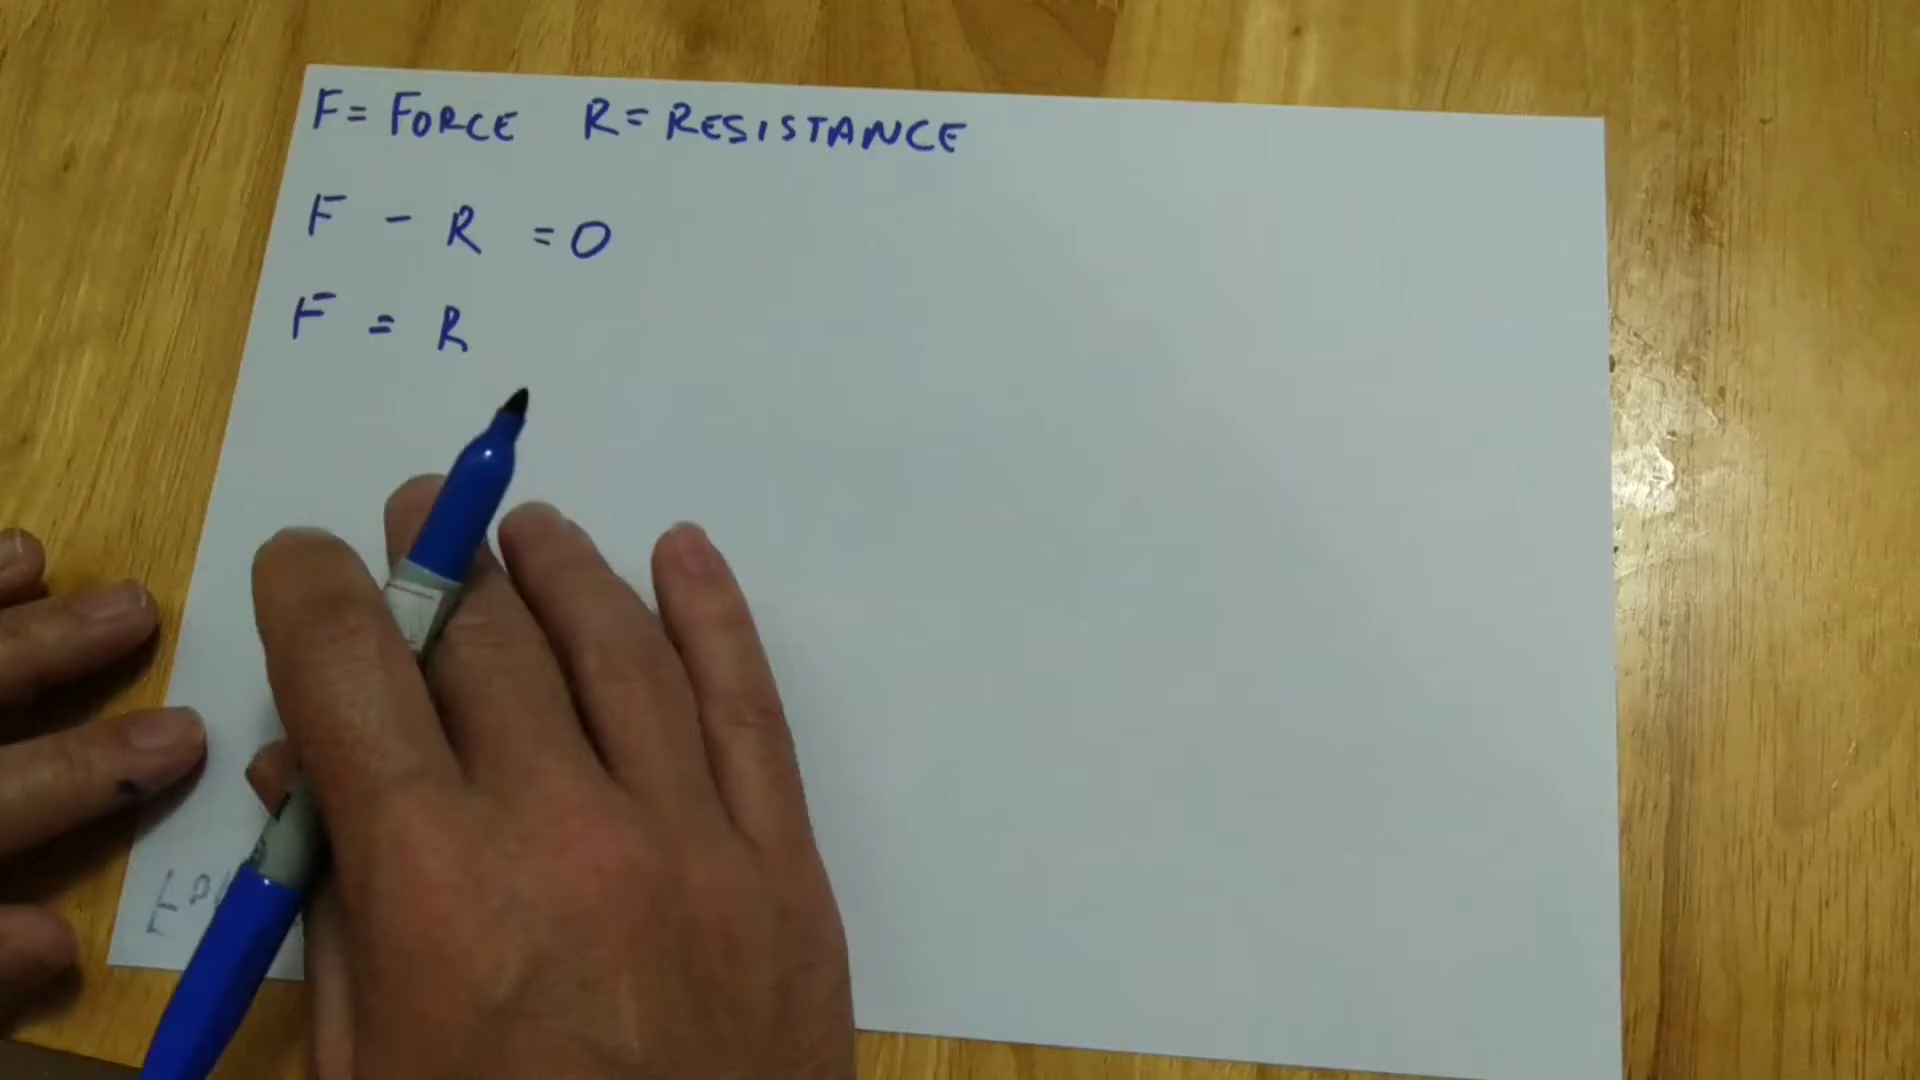 F = FORCE R = RESISTANCE
F - R = 0
F = R